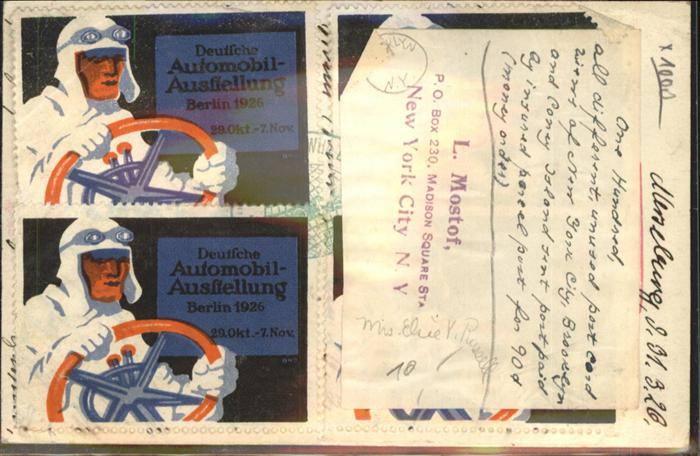 Deutsche
Automobil-
Ausstellung
Berlin 1926
29.Okt.-7.Nov.
Deutsche
Automobil-
Ausstellung
Berlin 1926
29.Okt.-7.Nov.
L. Mostof,
P.O. BOX 230, MADISON SQUARE STA
New York City N Y
One Hundred
all different unused post card
views of New York City, Brooklyn
and Coney Island sent postpaid
by insured parcel post for 90¢
(money order)
Mrs. Elsie V.
10
N.Y.